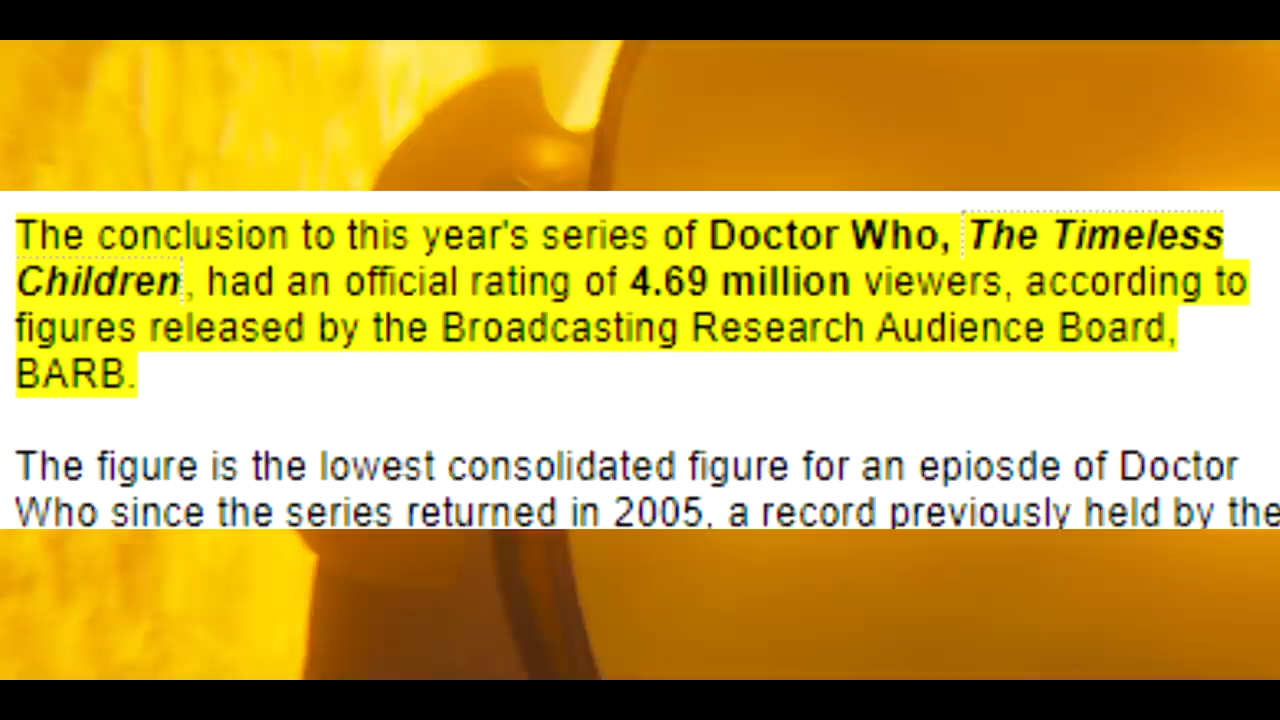 The conclusion to this year's series of Doctor Who, The Timeless
Children, had an official rating of 4.69 million viewers, according to
figures released by the Broadcasting Research Audience Board,
BARB.
The figure is the lowest consolidated figure for an epiosde of Doctor
Who since the series returned in 2005, a record previously held by the